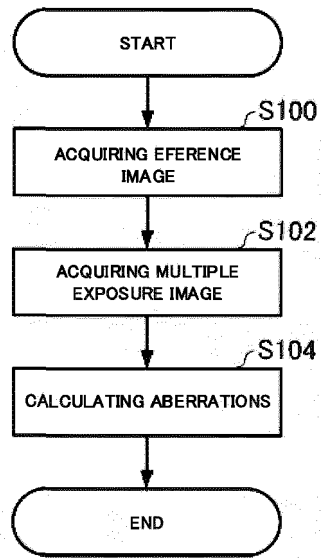 START
S100
ACQUIRING EFERENCE
IMAGE
S102
ACQUIRING MULTIPLE
EXPOSURE IMAGE
S104
CALCULATING ABERRATIONS
END